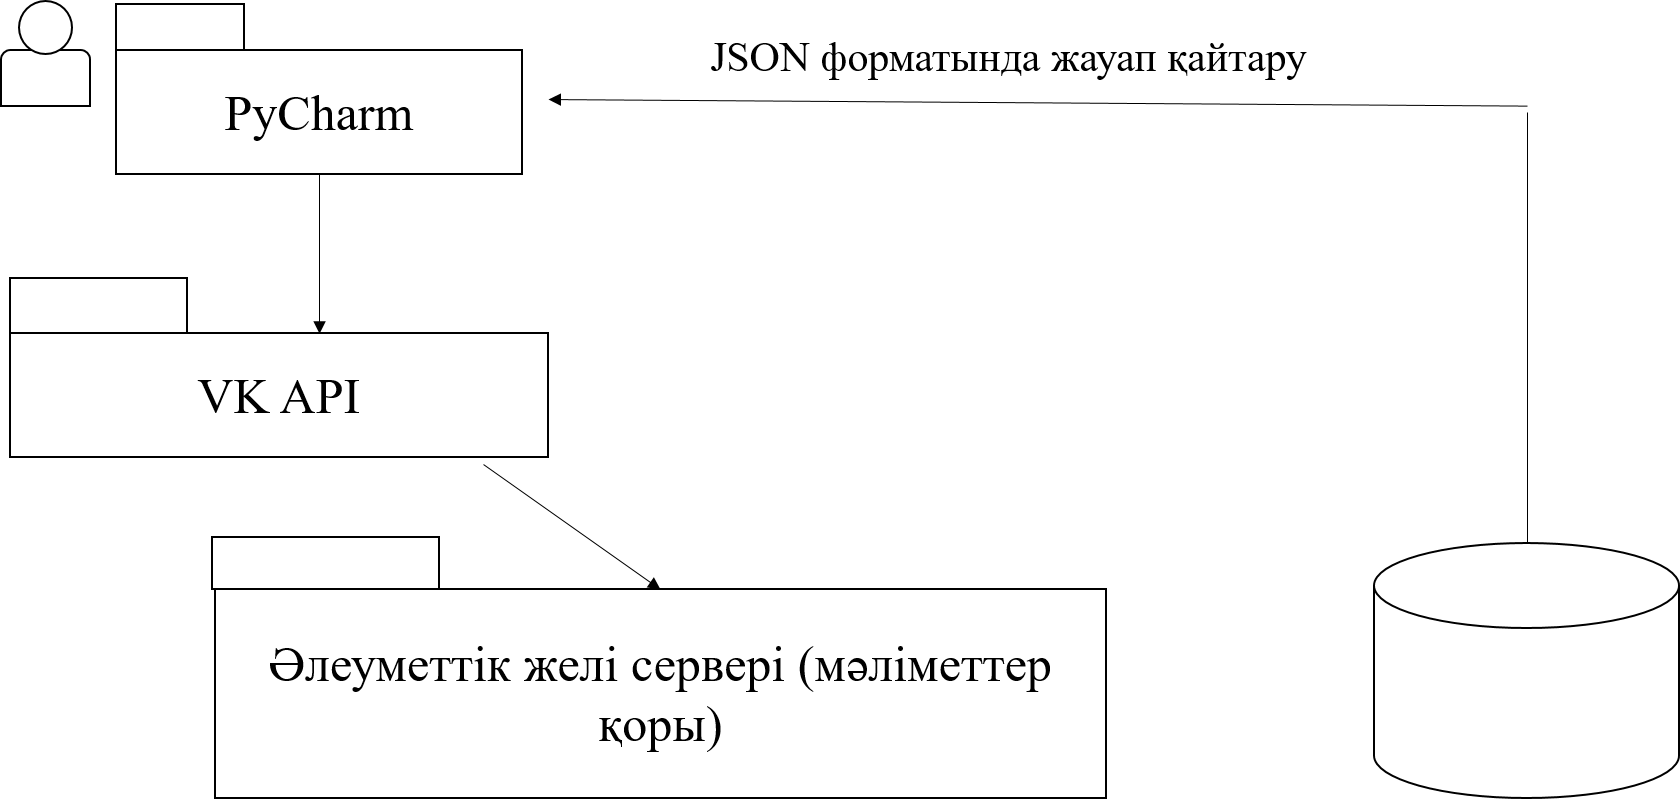 JSON форматында жауап қайтару
PyCharm
VK API
Әлеуметтік желі сервері (мәліметтер
қоры)